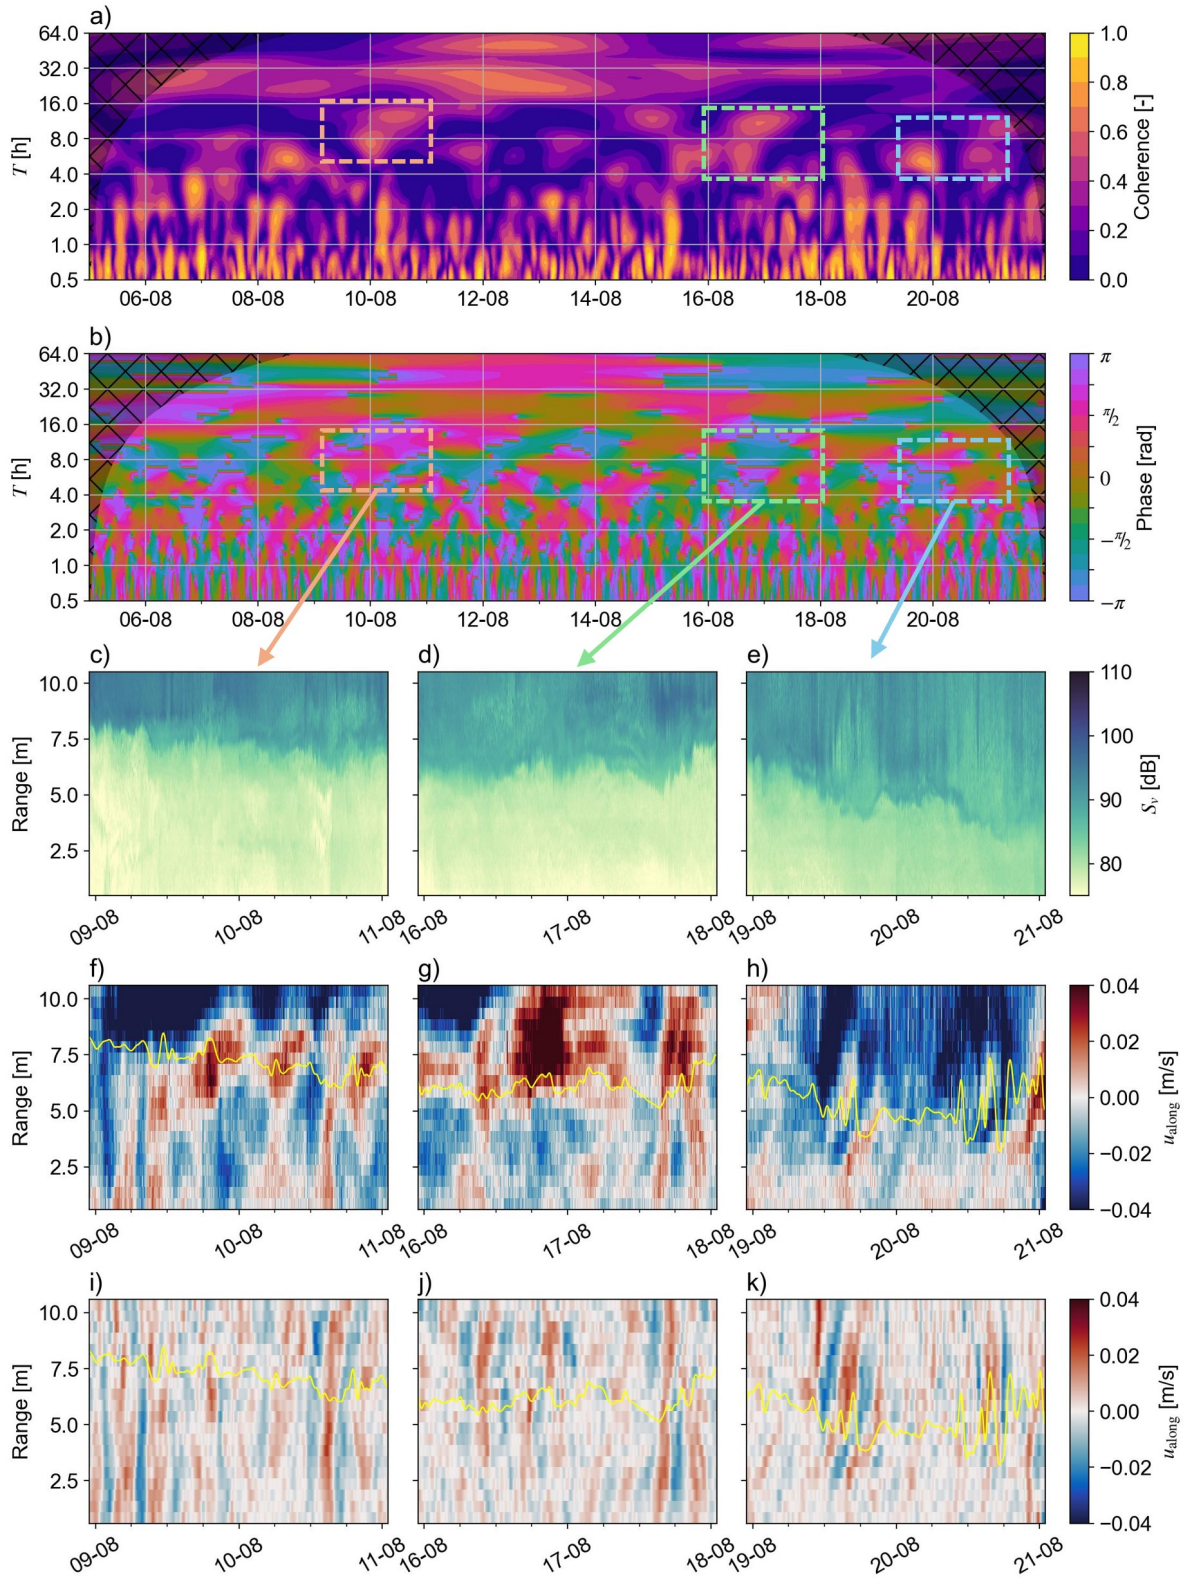 a)
64.0
32.0
16.0
8.0
4.0
2.0
1.0
0.5
T [h]
06-08 08-08 10-08 12-08 14-08 16-08 18-08 20-08
1.0
0.8
0.6
0.4
0.2
0.0
Coherence [-]
b)
64.0
32.0
16.0
8.0
4.0
2.0
1.0
0.5
T [h]
06-08 08-08 10-08 12-08 14-08 16-08 18-08 20-08
π
π/2
0
−π/2
−π
Phase [rad]
c) d) e)
10.0
7.5
5.0
2.5
Range [m]
09-08 10-08 11-08 16-08 17-08 18-08 19-08 20-08 21-08
110
100
90
80
Sv [dB]
f) g) h)
10.0
7.5
5.0
2.5
Range [m]
09-08 10-08 11-08 16-08 17-08 18-08 19-08 20-08 21-08
0.04
0.02
0.00
−0.02
−0.04
ualong [m/s]
i) j) k)
10.0
7.5
5.0
2.5
Range [m]
09-08 10-08 11-08 16-08 17-08 18-08 19-08 20-08 21-08
0.04
0.02
0.00
−0.02
−0.04
ualong [m/s]